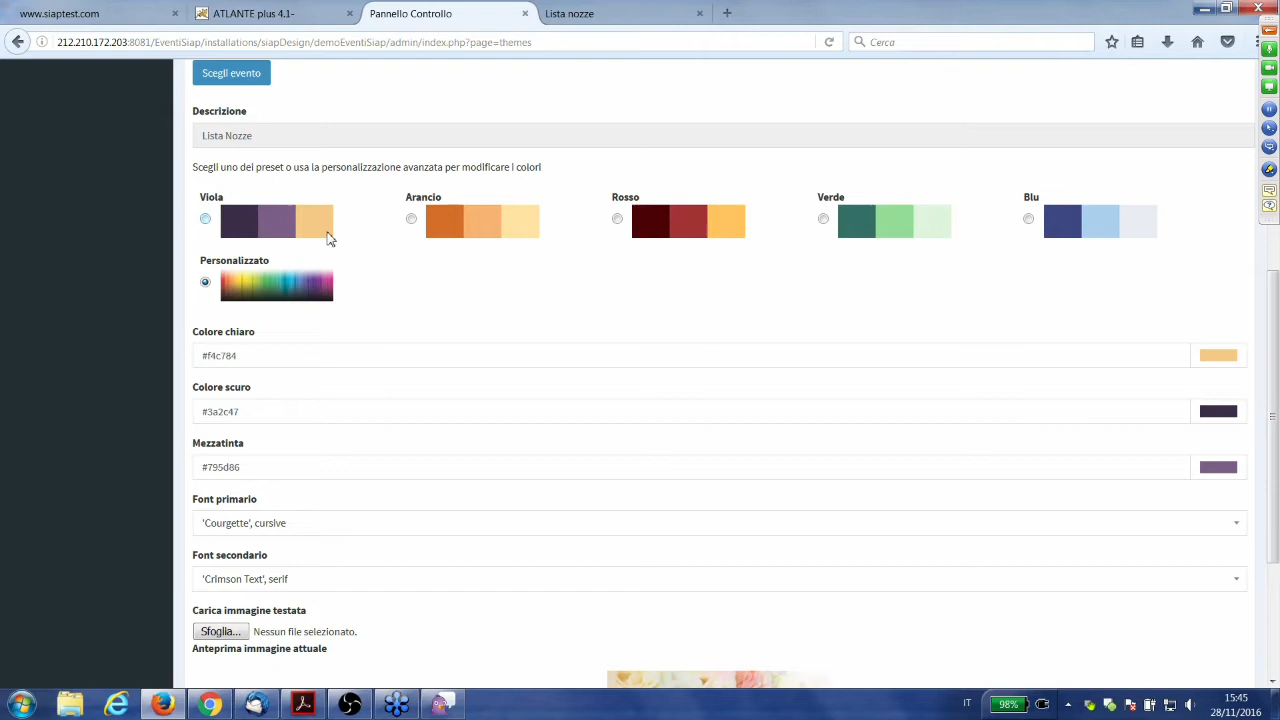 www.siaptest.com
ATLANTE plus 4.1-
Pannello Controllo
Lista nozze
212.210.172.203:8081/EventiSiap/installations/siapDesign/demoEventiSiap/admin/index.php?page=themes
Cerca
Scegli evento
Descrizione
Lista Nozze
Scegli uno dei preset o usa la personalizzazione avanzata per modificare i colori
Viola
Arancio
Rosso
Verde
Blu
Personalizzato
Colore chiaro
#f4c784
Colore scuro
#3a2c47
Mezzatinta
#795d86
Font primario
'Courgette', cursive
Font secondario
'Crimson Text', serif
Carica immagine testata
Sfoglia... Nessun file selezionato.
Anteprima immagine attuale
IT
98%
15:45
28/11/2016